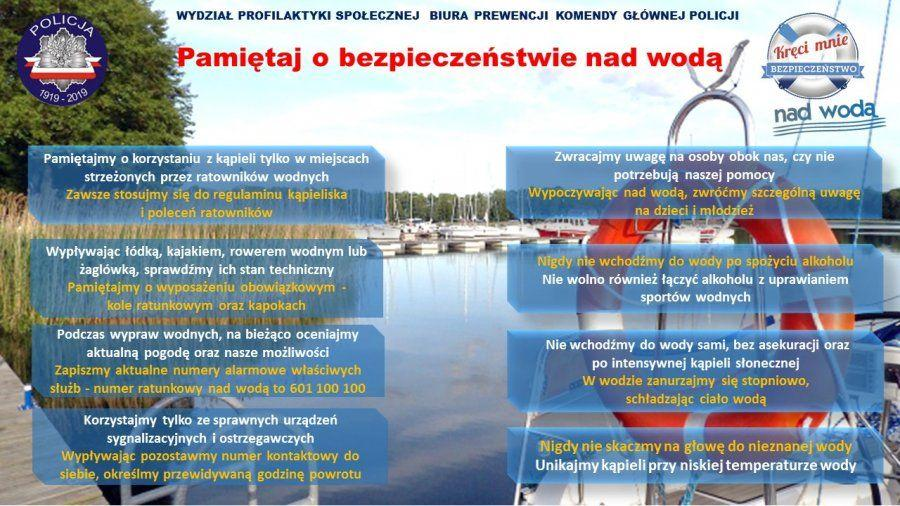 WYDZIAŁ PROFILAKTYKI SPOŁECZNEJ BIURA PREWENCJI KOMENDY GŁÓWNEJ POLICJI
POLICJA
1919 - 2019
Pamiętaj o bezpieczeństwie nad wodą
Kręci mnie
BEZPIECZEŃSTWO
nad wodą
Pamiętajmy o korzystaniu z kąpieli tylko w miejscach
strzeżonych przez ratowników wodnych
Zawsze stosujmy się do regulaminu kąpieliska
i poleceń ratowników
Wypływając łódką, kajakiem, rowerem wodnym lub
żaglówką, sprawdźmy ich stan techniczny
Pamiętajmy o wyposażeniu obowiązkowym -
kole ratunkowym oraz kapokach
Podczas wypraw wodnych, na bieżąco oceniajmy
aktualną pogodę oraz nasze możliwości
Zapiszmy aktualne numery alarmowe właściwych
służb - numer ratunkowy nad wodą to 601 100 100
Korzystajmy tylko ze sprawnych urządzeń
sygnalizacyjnych i ostrzegawczych
Wypływając pozostawmy numer kontaktowy do
siebie, określmy przewidywaną godzinę powrotu
Zwracajmy uwagę na osoby obok nas, czy nie
potrzebują naszej pomocy
Wypoczywając nad wodą, zwróćmy szczególną uwagę
na dzieci i młodzież
Nigdy nie wchodźmy do wody po spożyciu alkoholu
Nie wolno również łączyć alkoholu z uprawianiem
sportów wodnych
Nie wchodźmy do wody sami, bez asekuracji oraz
po intensywnej kąpieli słonecznej
W wodzie zanurzajmy się stopniowo,
schładzając ciało wodą
Nigdy nie skaczmy na głowę do nieznanej wody
Unikajmy kąpieli przy niskiej temperaturze wody